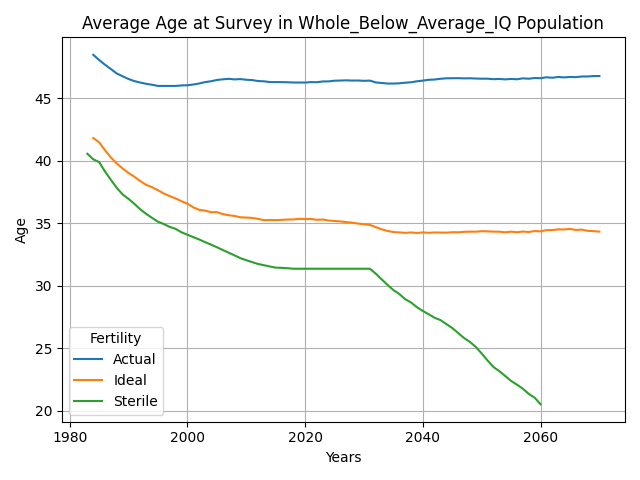 Average Age at Survey in Whole_Below_Average_IQ Population
Age
45
40
35
30
25
20
Fertility
Actual
Ideal
Sterile
1980
2000
2020
2040
2060
Years